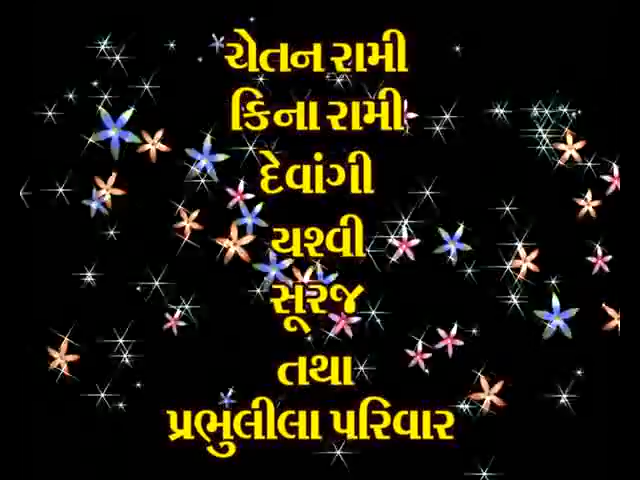 ચેતન રામી
કિના રામી
દેવાંગી
યશ્વી
સૂરજ
તથા
પ્રભુલીલા પરિવાર